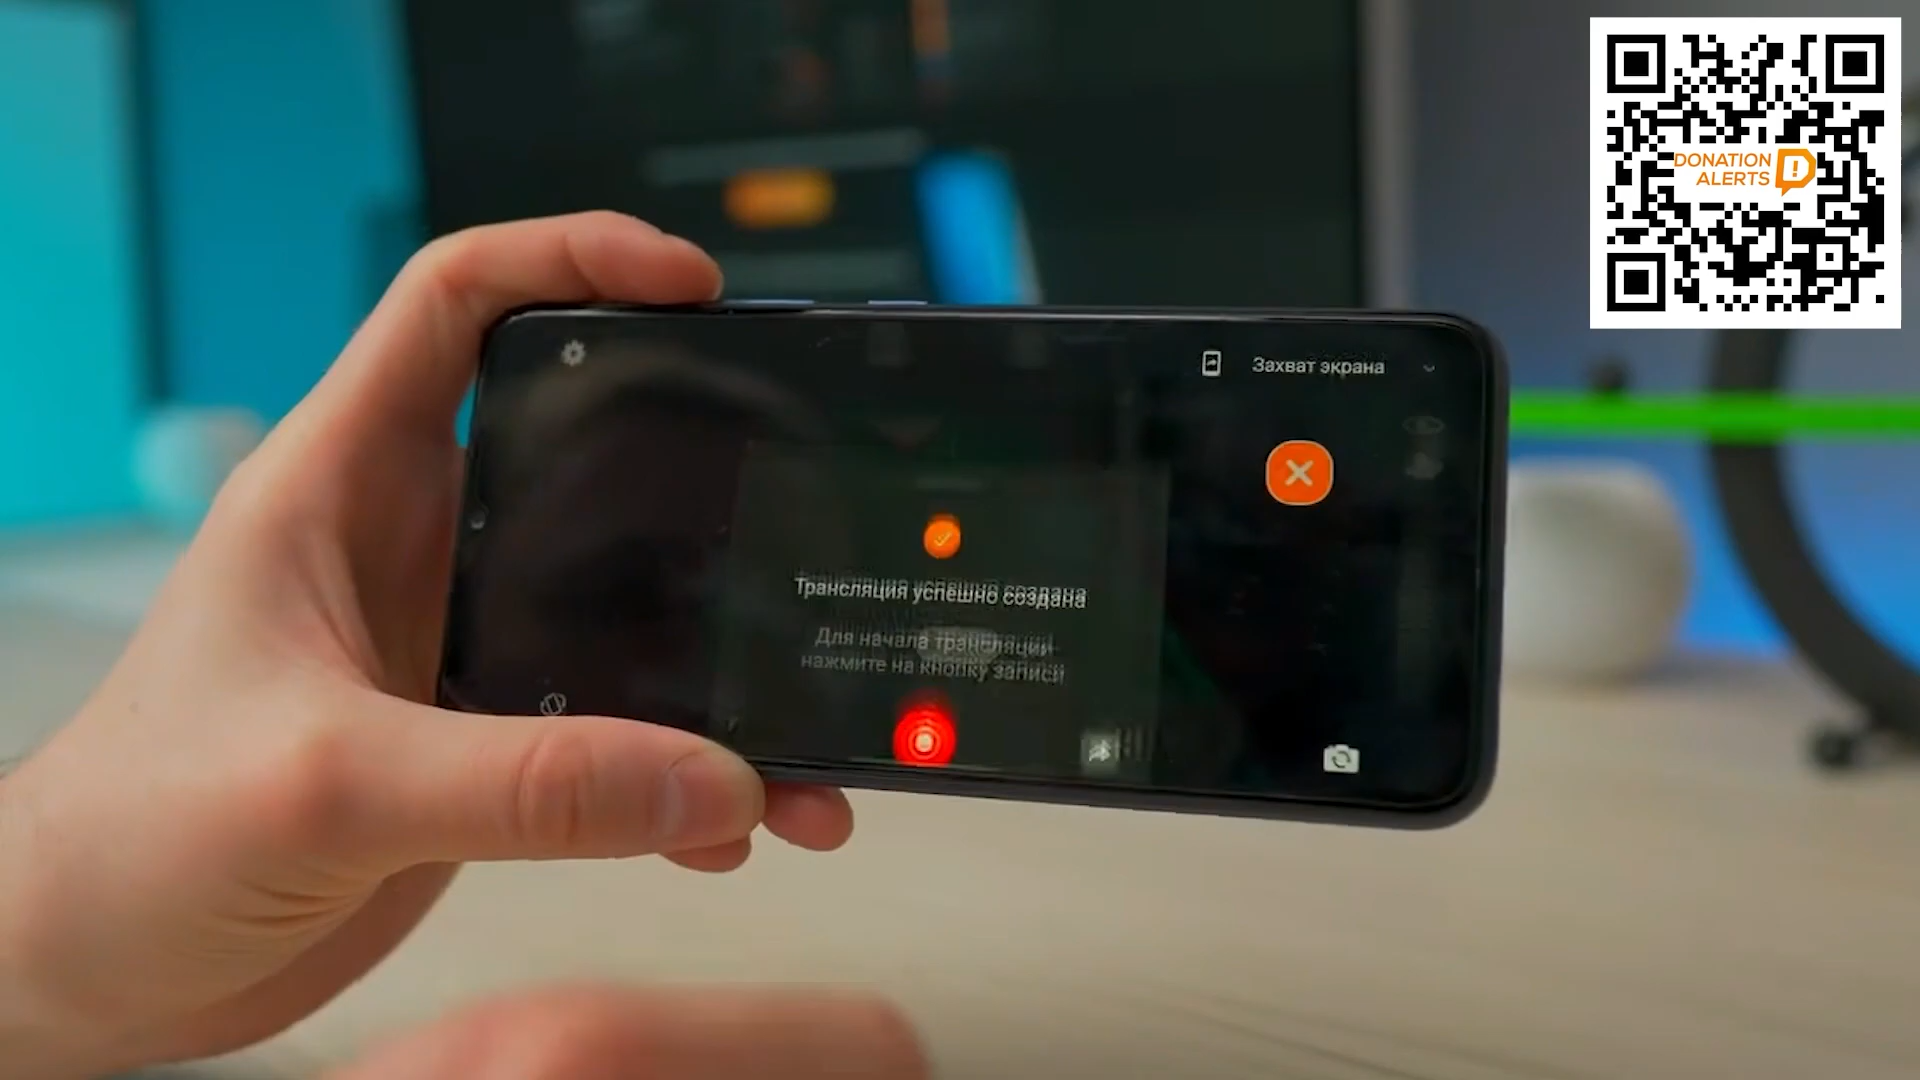 DONATION
ALERTS
Захват экрана
Трансляция успешно создана
Для начала трансляции
нажмите на кнопку записи